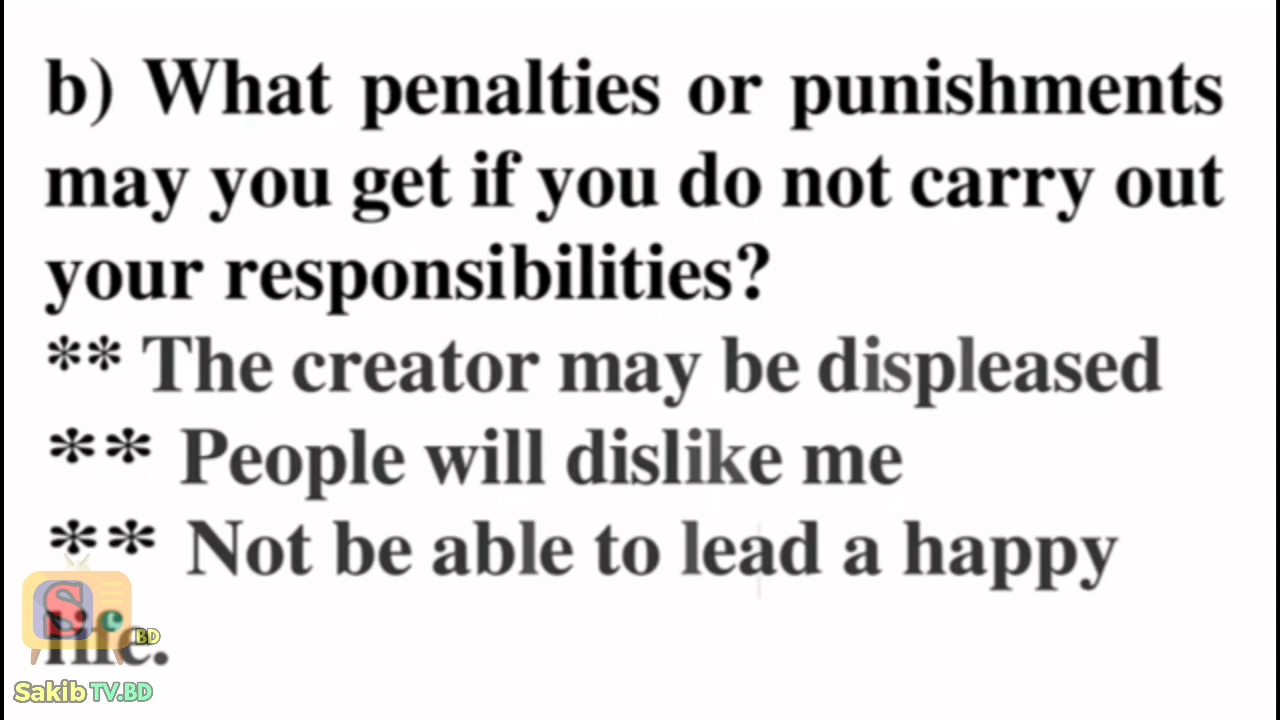 b) What penalties or punishments
may you get if you do not carry out
your responsibilities?
** The creator may be displeased
** People will dislike me
** Not be able to lead a happy
life.
S
BD
Sakib TV.BD